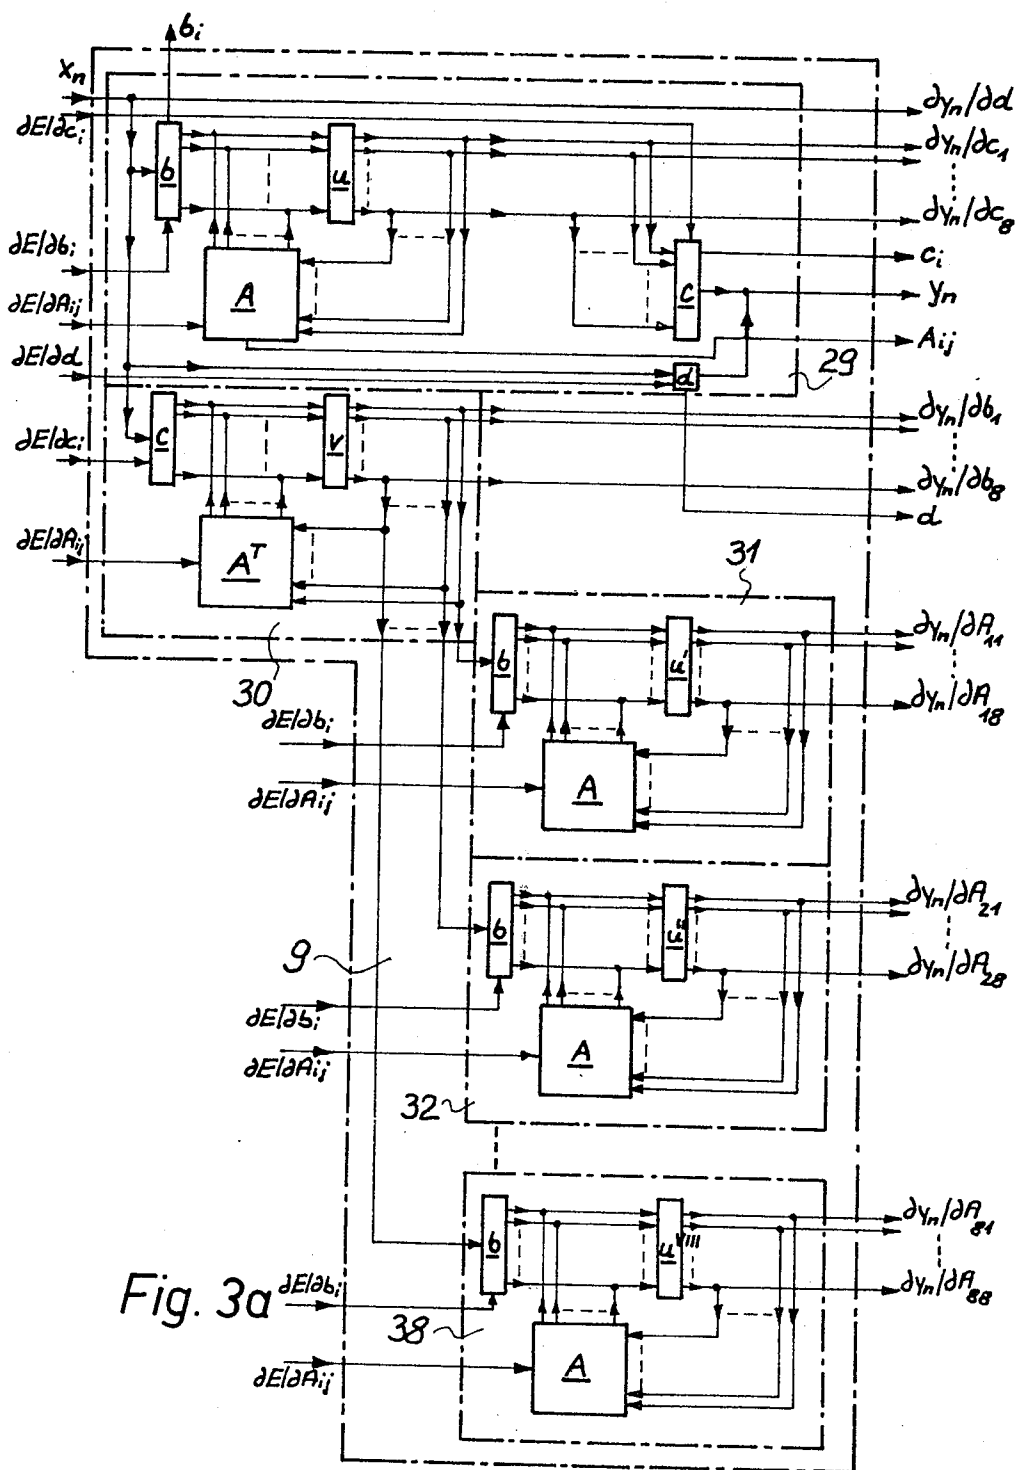 bi
xn
∂yn/∂d
∂E/∂ci
∂yn/∂c1
b
u
∂yn/∂c8
∂E/∂bi
ci
A
c
yn
∂E/∂Aij
Aij
∂E/∂d
d
29
c
v
∂yn/∂b1
∂E/∂ci
∂yn/∂b8
d
∂E/∂Aij
A^T
31
∂yn/∂A11
b
u'
30
∂yn/∂A18
∂E/∂bi
A
∂E/∂Aij
∂yn/∂A21
b
u''
9
∂yn/∂A28
∂E/∂bi
A
∂E/∂Aij
32
∂yn/∂A81
b
u^VIII
∂yn/∂A88
Fig. 3a
∂E/∂bi
38
A
∂E/∂Aij